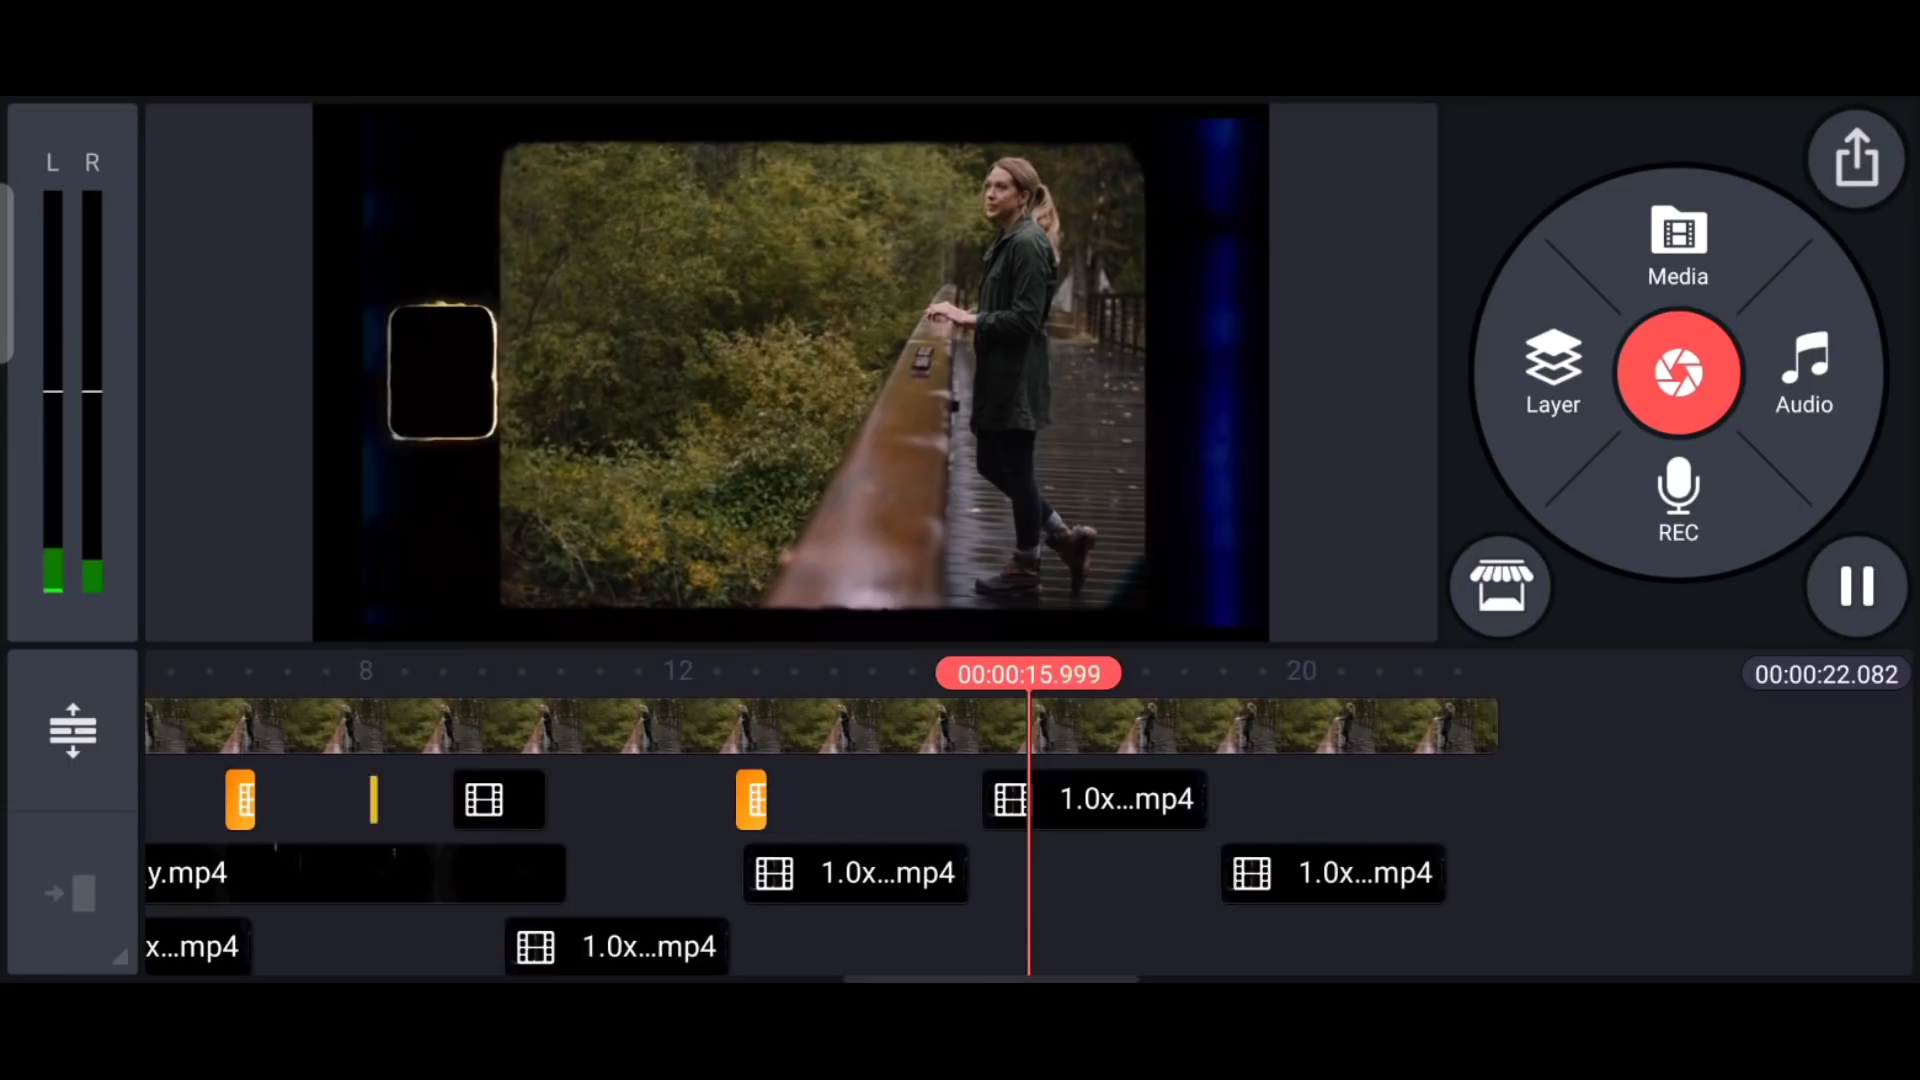 L R
Media
Layer
Audio
REC
8
12
00:00:15.999
20
00:00:22.082
1.0x...mp4
y.mp4
1.0x...mp4
1.0x...mp4
x...mp4
1.0x...mp4